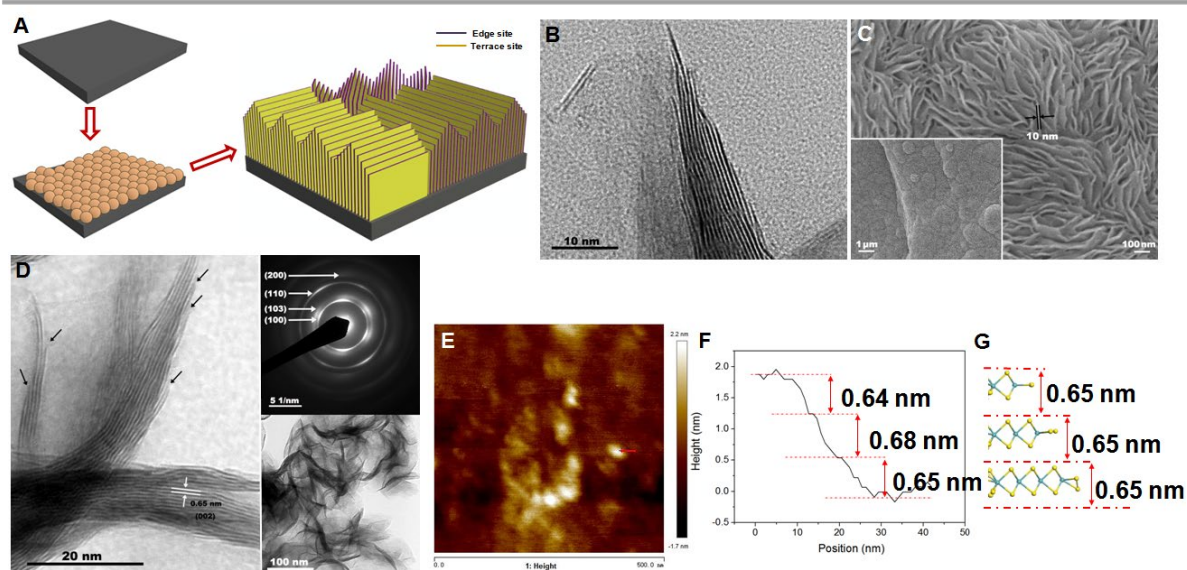 A
Edge site
Terrace site
B
10 nm
C
10 nm
1 μm
100 nm
D
0.65 nm
(002)
20 nm
(200)
(110)
(103)
(100)
5 1/nm
100 nm
E
2.2 nm
-1.7 nm
0.0
1: Height
500.0 nm
F
Height (nm)
2.0
1.5
1.0
0.5
0.0
-0.5
0
10
20
30
40
50
Position (nm)
0.64 nm
0.68 nm
0.65 nm
G
0.65 nm
0.65 nm
0.65 nm